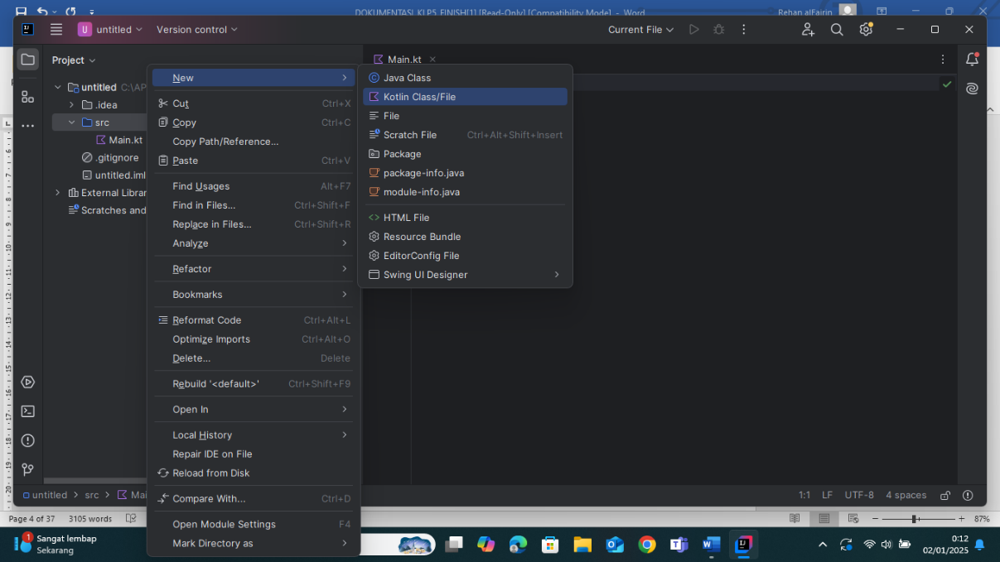 DOKUMENTASI_KLP5_FINISH[1] [Read-Only] [Compatibility Mode] - Word
Rehan alFairin
U untitled
Version control
Current File
Project
Main.kt
untitled C:\AP
.idea
src
Main.kt
.gitignore
untitled.iml
External Librar
Scratches and
New
Cut Ctrl+X
Copy Ctrl+C
Copy Path/Reference...
Paste Ctrl+V
Find Usages Alt+F7
Find in Files... Ctrl+Shift+F
Replace in Files... Ctrl+Shift+R
Analyze
Refactor
Bookmarks
Reformat Code Ctrl+Alt+L
Optimize Imports Ctrl+Alt+O
Delete... Delete
Rebuild '<default>' Ctrl+Shift+F9
Open In
Local History
Repair IDE on File
Reload from Disk
Compare With... Ctrl+D
Open Module Settings F4
Mark Directory as
Java Class
Kotlin Class/File
File
Scratch File Ctrl+Alt+Shift+Insert
Package
package-info.java
module-info.java
HTML File
Resource Bundle
EditorConfig File
Swing UI Designer
untitled > src > Mai
1:1 LF UTF-8 4 spaces
Page 4 of 37 3105 words
87%
1
Sangat lembap
Sekarang
0:12
02/01/2025